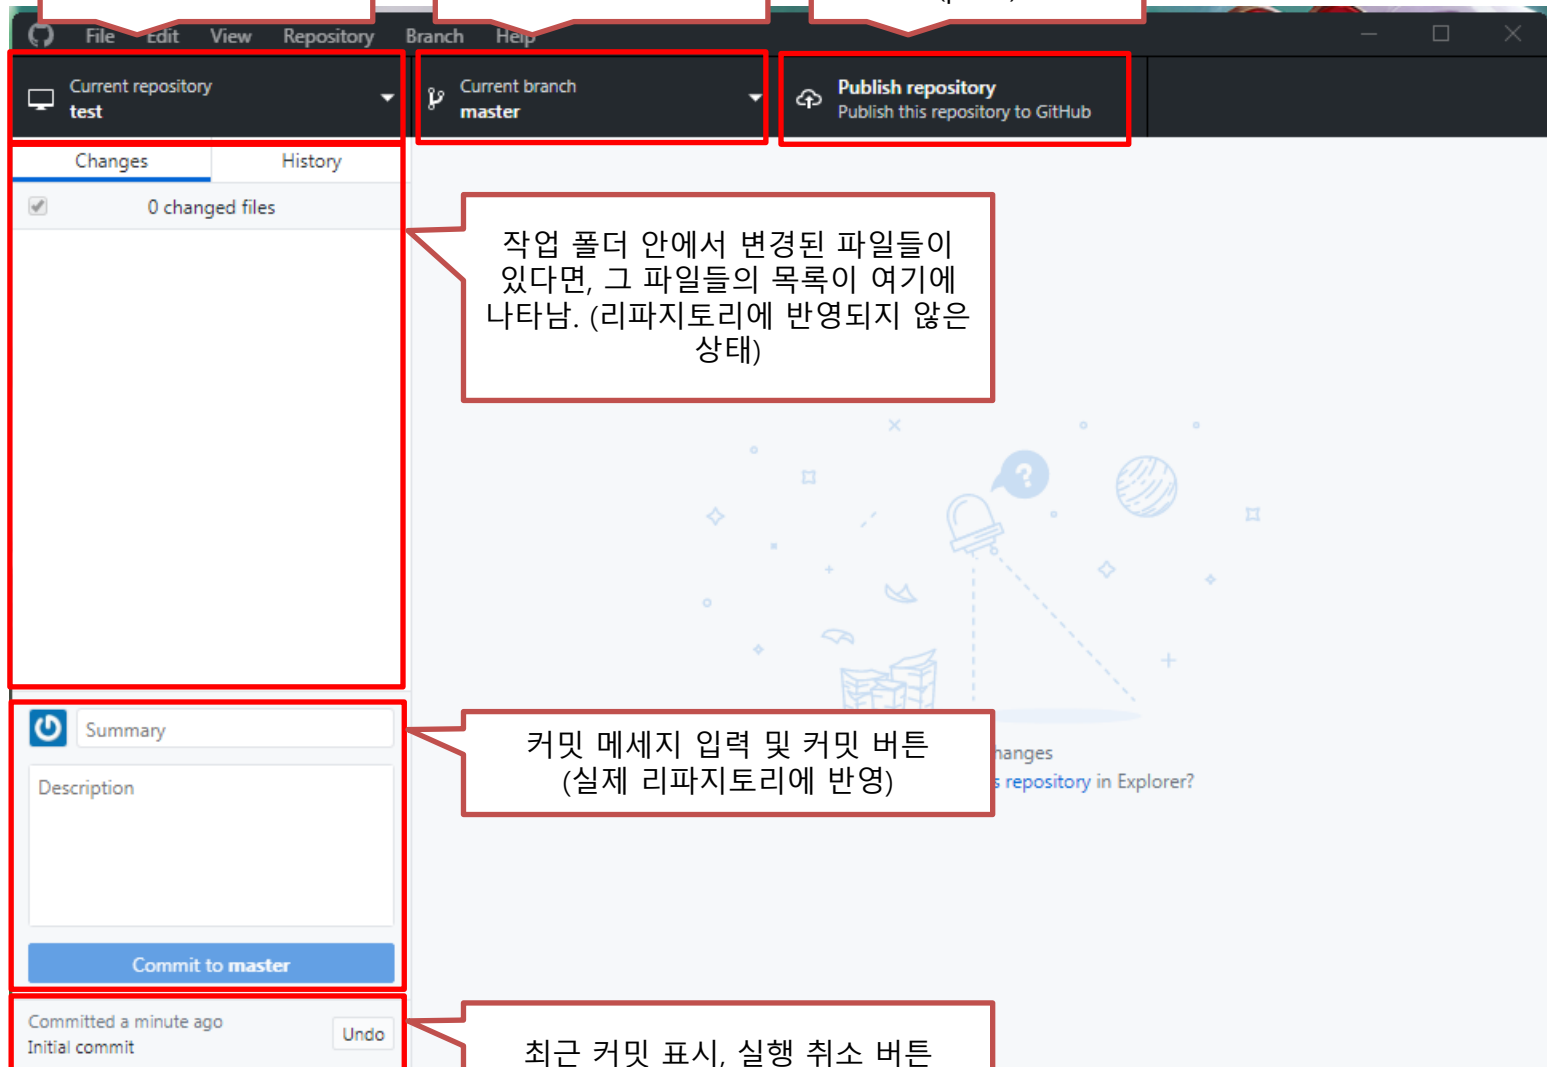 File Edit View Repository Branch Help
Current repository
test
Current branch
master
Publish repository
Publish this repository to GitHub
Changes History
0 changed files
작업 폴더 안에서 변경된 파일들이
있다면, 그 파일들의 목록이 여기에
나타남. (리파지토리에 반영되지 않은
상태)
Summary
Description
커밋 메세지 입력 및 커밋 버튼
(실제 리파지토리에 반영)
repository in Explorer?
Commit to master
Committed a minute ago
Initial commit
Undo
최근 커밋 표시, 실행 취소 버튼